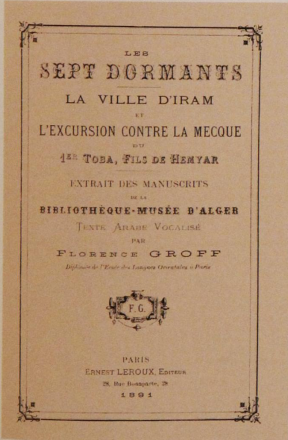 LES
SEPT DORMANTS
LA VILLE D'IRAM
ET
L'EXCURSION CONTRE LA MECQUE
DU
1ER TOBA, FILS DE HEMYAR
EXTRAIT DES MANUSCRITS
DE LA
BIBLIOTHÈQUE-MUSÉE D'ALGER
TEXTE ARABE VOCALISÉ
PAR
FLORENCE GROFF
Diplômée de l'École des Langues Orientales à Paris
F.G.
PARIS
ERNEST LEROUX, EDITEUR
28, Rue Bonaparte, 28
1891